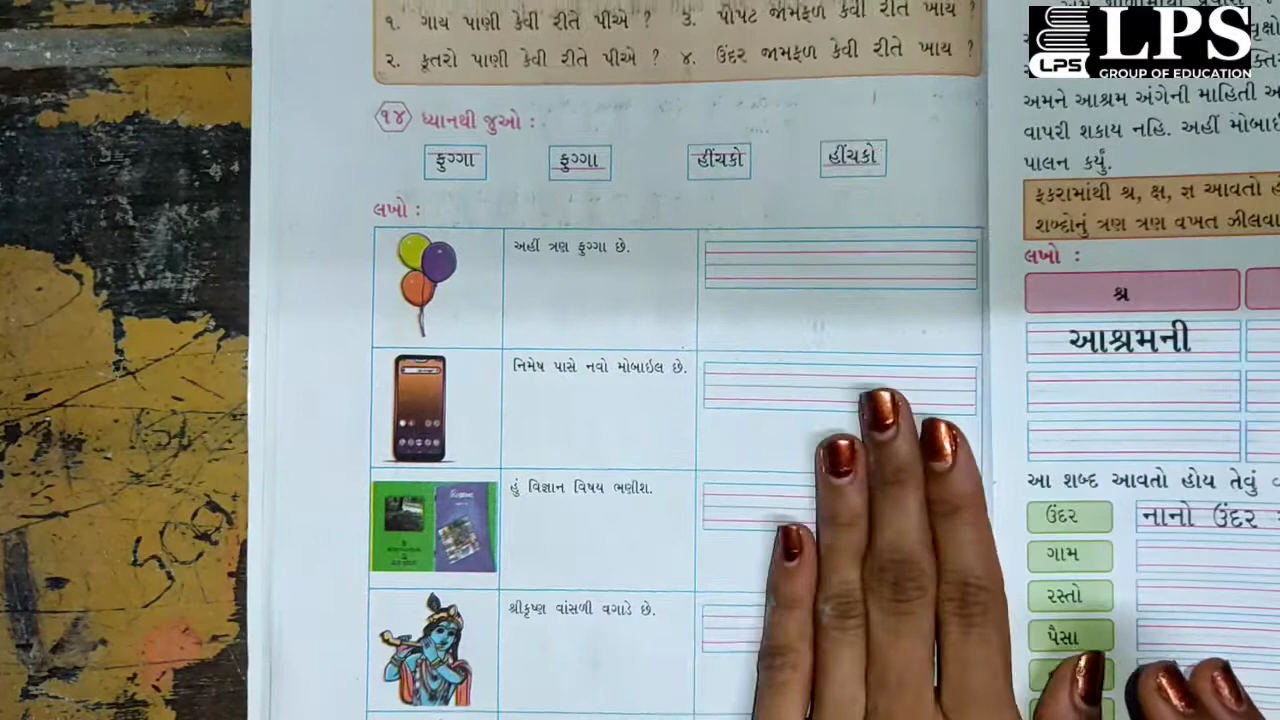 ૧. ગાય પાણી કેવી રીતે પીએ ? ૩. પોપટ જામફળ કેવી રીતે ખાય ?
૨. કૂતરો પાણી કેવી રીતે પીએ ? ૪. ઉંદર જામફળ કેવી રીતે ખાય ?
૧૪ ધ્યાનથી જુઓ :
ફુગ્ગા ફુગ્ગા હીંચકો હીંચકો
લખો :
અહીં ત્રણ ફુગ્ગા છે.
નિમેષ પાસે નવો મોબાઇલ છે.
હું વિજ્ઞાન વિષય ભણીશ.
શ્રીકૃષ્ણ વાંસળી વગાડે છે.
LPS
LPS
GROUP OF EDUCATION
અમને આશ્રમ અંગેની માહિતી
વાપરી શકાય નહિ. અહીં
પાલન કર્યું.
ફકરામાંથી શ્ર, ક્ષ, જ્ઞ આવતો
શબ્દોનું ત્રણ ત્રણ વખત
લખો :
શ્ર
આશ્રમની
આ શબ્દ આવતો હોય તેવું
ઉંદર નાનો ઉંદર
ગામ
રસ્તો
પૈસા